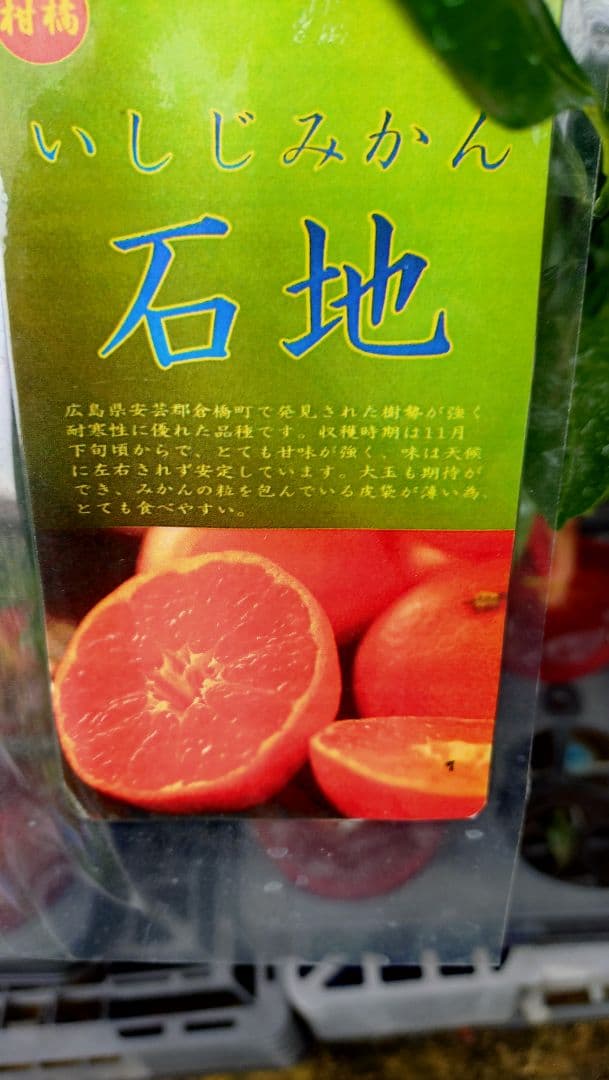 柑橘
いしじみかん
石地
広島県安芸郡倉橋町で発見された樹勢が強く
耐寒性に優れた品種です。収穫時期は11月
下旬頃からで、とても甘味が強く、味は天候
に左右されず安定しています。大玉も期待が
でき、みかんの粒を包んでいる皮袋が薄い為、
とても食べやすい。